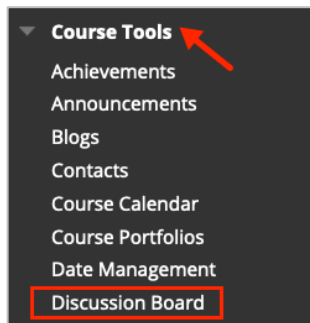 Course Tools
Achievements
Announcements
Blogs
Contacts
Course Calendar
Course Portfolios
Date Management
Discussion Board